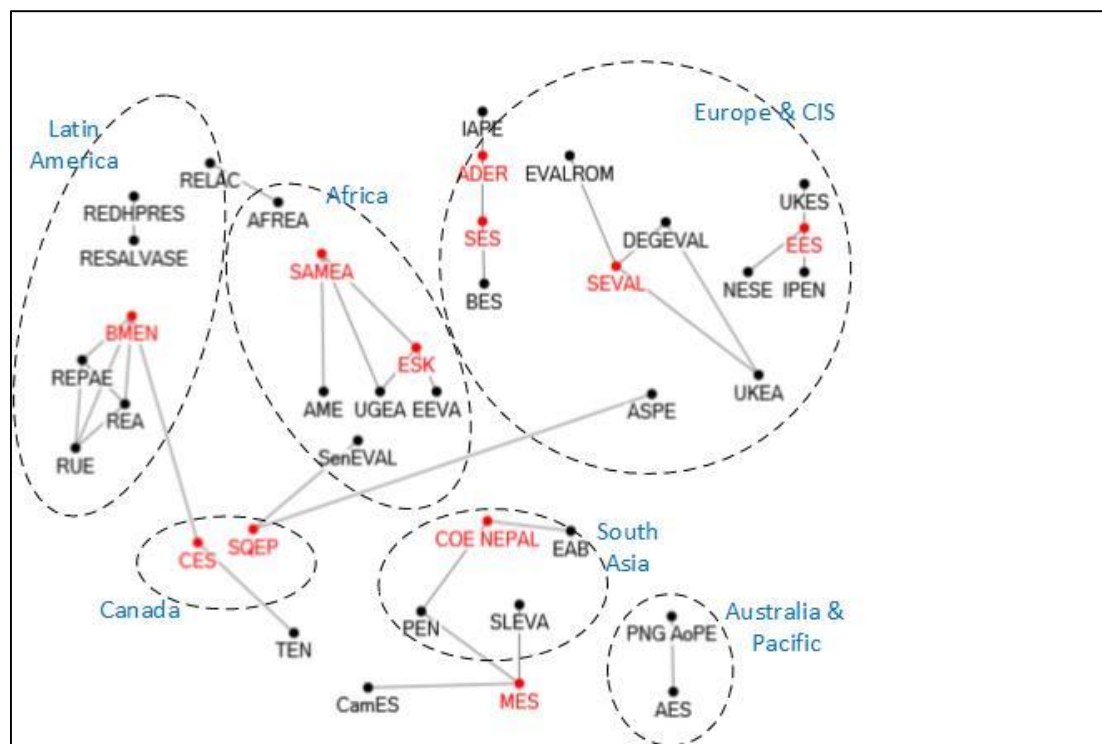 IAPE
Europe & CIS
Latin
America
RELAC
ADER
EVALROM
Africa
UKES
REDHPRES
AFREA
SES
DEGEVAL
EES
RESALVASE
SAMEA
SEVAL
NESE
IPEN
BES
BMEN
ESK
REPAE
UKEA
AME
UGEA
EEVA
ASPE
REA
RUE
SenEVAL
SQEP
COE NEPAL
South
Asia
EAB
CES
Canada
PEN
SLEVA
PNG AoPE
Australia &
Pacific
TEN
CamES
MES
AES